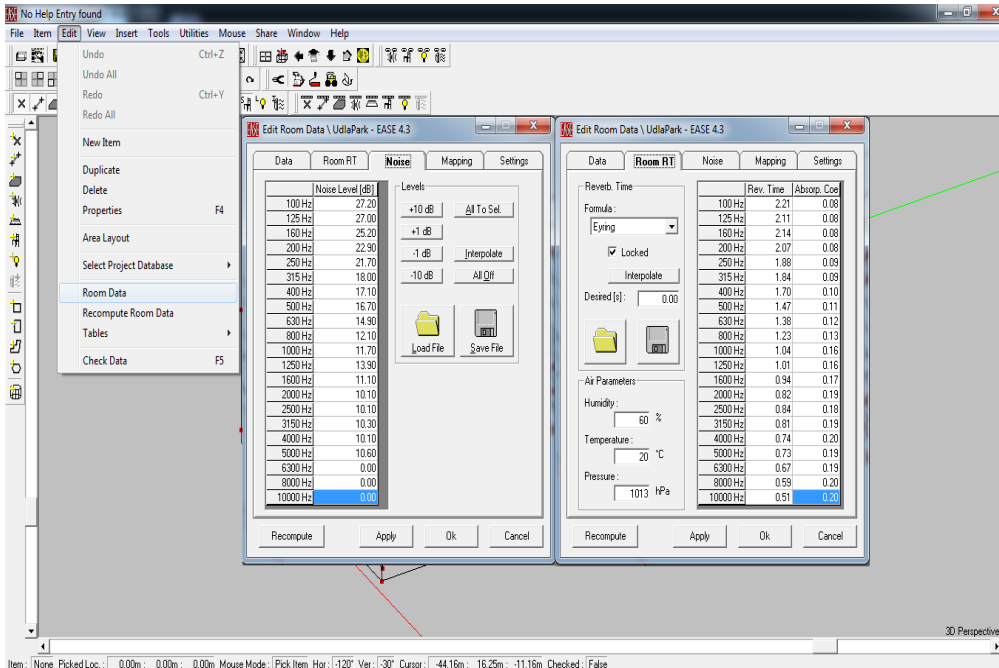 No Help Entry found
File Item Edit View Insert Tools Utilities Mouse Share Window Help
Undo Ctrl+Z
Undo All
Redo Ctrl+Y
Redo All
New Item
Duplicate
Delete
Properties F4
Area Layout
Select Project Database
Room Data
Recompute Room Data
Tables
Check Data F5
Edit Room Data \ UdlaPark - EASE 4.3
Data Room RT Noise Mapping Settings
Noise Level [dB]
100 Hz 27.20
125 Hz 27.00
160 Hz 25.20
200 Hz 22.90
250 Hz 21.70
315 Hz 18.00
400 Hz 17.10
500 Hz 16.70
630 Hz 14.90
800 Hz 12.10
1000 Hz 11.70
1250 Hz 13.90
1600 Hz 11.10
2000 Hz 10.10
2500 Hz 10.10
3150 Hz 10.30
4000 Hz 10.10
5000 Hz 10.60
6300 Hz 0.00
8000 Hz 0.00
10000 Hz 0.00
Levels
+10 dB All To Sel.
+1 dB
-1 dB Interpolate
-10 dB All Off
Load File Save File
Recompute Apply Ok Cancel
Edit Room Data \ UdlaPark - EASE 4.3
Data Room RT Noise Mapping Settings
Reverb. Time
Formula :
Eyring
Locked
Interpolate
Desired [s] : 0.00
Air Parameters
Humidity :
60 %
Temperature :
20 °C
Pressure :
1013 hPa
Rev. Time Absorp. Coe
100 Hz 2.21 0.08
125 Hz 2.11 0.08
160 Hz 2.14 0.08
200 Hz 2.07 0.08
250 Hz 1.88 0.09
315 Hz 1.84 0.09
400 Hz 1.70 0.10
500 Hz 1.47 0.11
630 Hz 1.38 0.12
800 Hz 1.23 0.13
1000 Hz 1.04 0.16
1250 Hz 1.01 0.16
1600 Hz 0.94 0.17
2000 Hz 0.82 0.19
2500 Hz 0.84 0.18
3150 Hz 0.81 0.19
4000 Hz 0.74 0.20
5000 Hz 0.73 0.19
6300 Hz 0.67 0.19
8000 Hz 0.59 0.20
10000 Hz 0.51 0.20
Recompute Apply Ok Cancel
3D Perspective
Item : None Picked Loc. : 0.00m : 0.00m : 0.00m Mouse Mode : Pick Item Hor : -120° Ver : -30° Cursor : -44.16m : 16.25m : -11.16m Checked : False